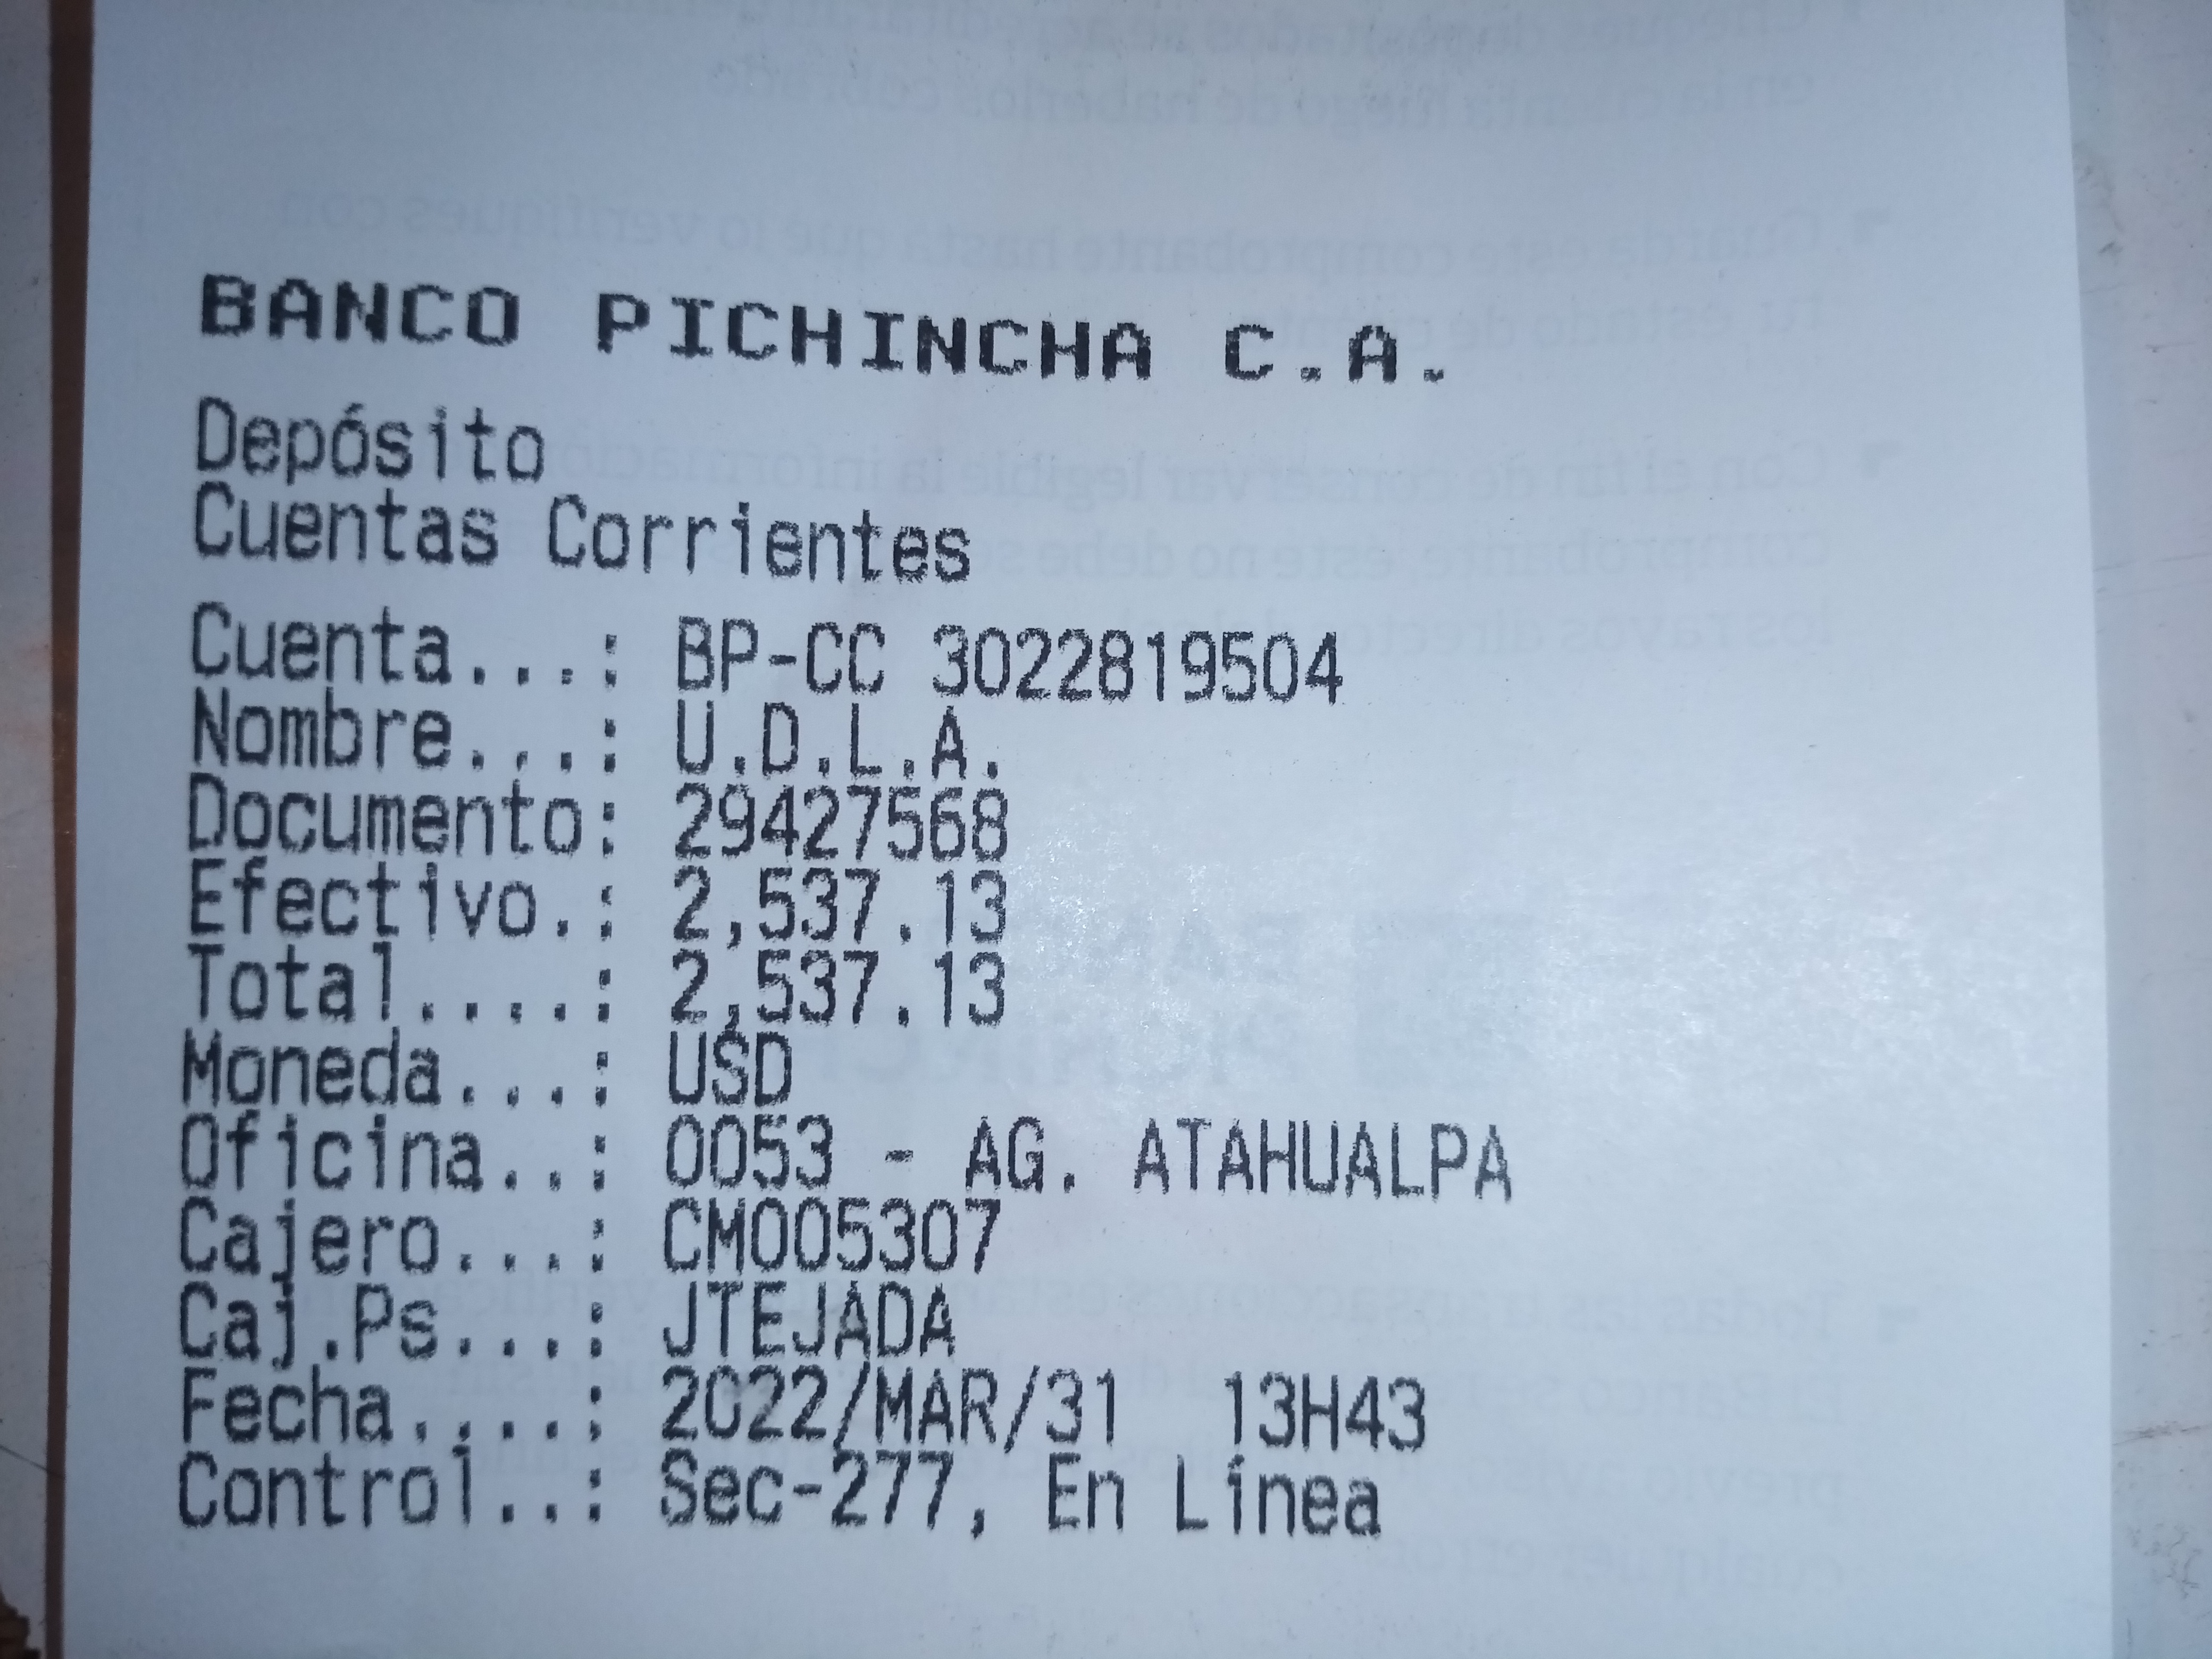 BANCO PICHINCHA C.A.
Depósito
Cuentas Corrientes
Cuenta...: BP-CC 3022819504
Nombre...: U.D.L.A.
Documento: 29427568
Efectivo.: 2,537.13
Total....: 2,537.13
Moneda...: USD
Oficina..: 0053 - AG. ATAHUALPA
Cajero...: CM005307
Caj.Ps...: JTEJADA
Fecha....: 2022/MAR/31 13H43
Control..: Sec-277, En Línea